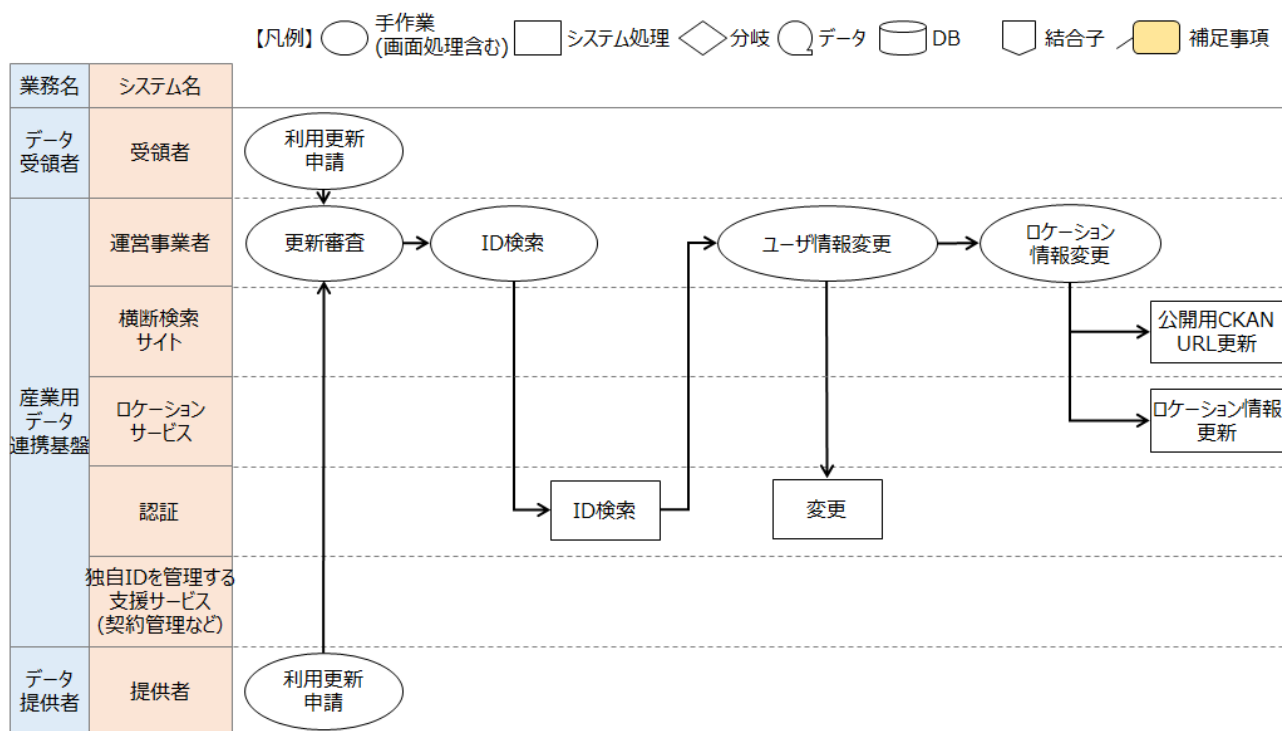 【凡例】
手作業
(画面処理含む)
システム処理
分岐
データ
DB
結合子
補足事項
業務名
システム名
データ
受領者
受領者
利用更新
申請
産業用
データ
連携基盤
運営事業者
更新審査
ID検索
ユーザ情報変更
ロケーション
情報変更
横断検索
サイト
公開用CKAN
URL更新
ロケーション
サービス
ロケーション情報
更新
認証
ID検索
変更
独自IDを管理する
支援サービス
(契約管理など)
データ
提供者
提供者
利用更新
申請